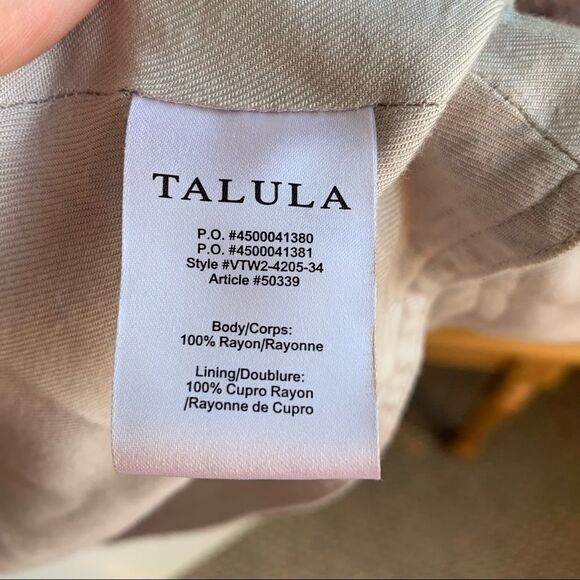 TALULA
P.O. #4500041380
P.O. #4500041381
Style #VTW2-4205-34
Article #50339
Body/Corps:
100% Rayon/Rayonne
Lining/Doublure:
100% Cupro Rayon
/Rayonne de Cupro